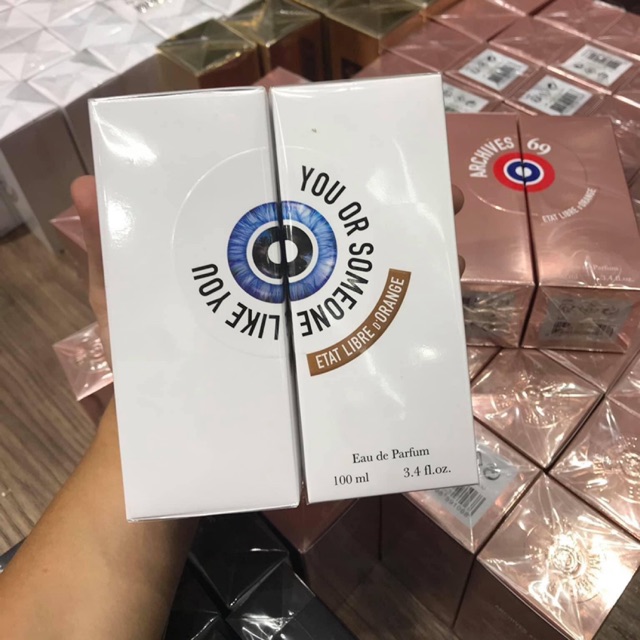 YOU OR SOMEONE LIKE YOU
ETAT LIBRE D'ORANGE
Eau de Parfum
100 ml 3.4 fl.oz.
ARCHIVES 69
ETAT LIBRE D'ORANGE